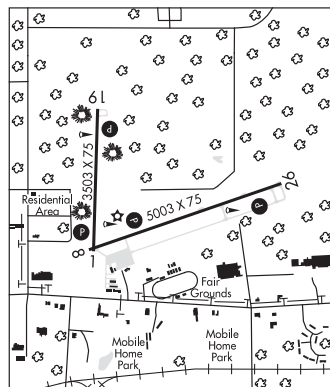 19
P
3503 X 75
26
Residential
Area
P
P
5003 X 75
P
8
1
Fair
Grounds
Mobile
Home
Park
Mobile
Home
Park